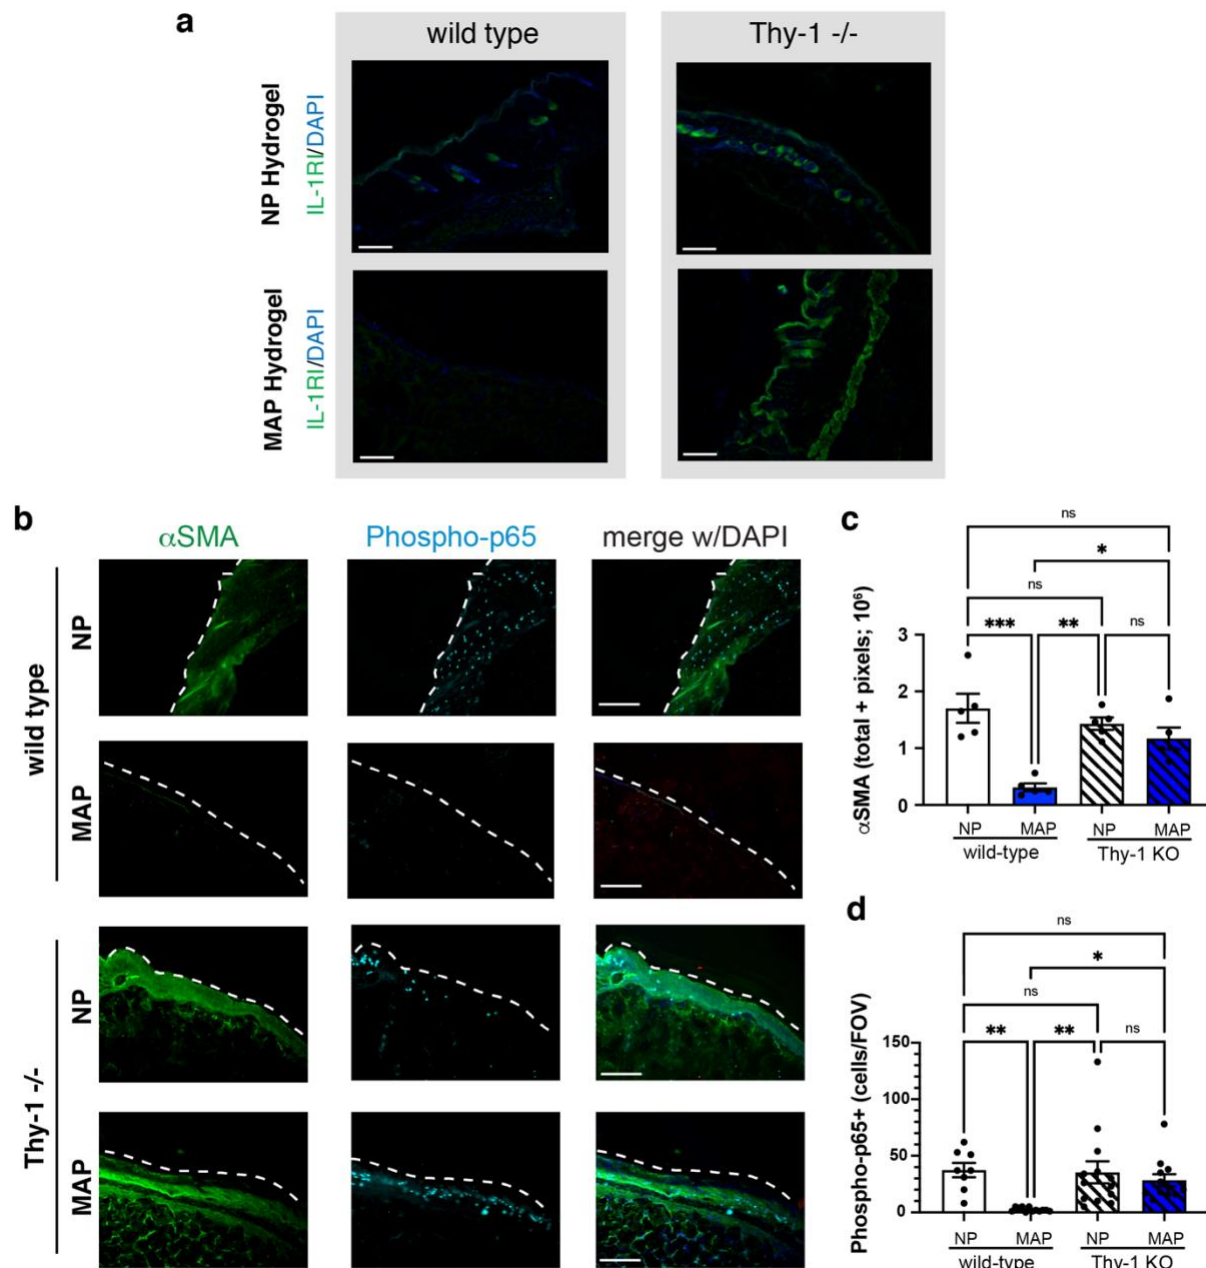 a
wild type
Thy-1 -/-
NP Hydrogel
IL-1RI/DAPI
MAP Hydrogel
IL-1RI/DAPI
b
αSMA
Phospho-p65
merge w/DAPI
wild type
NP
MAP
Thy-1 -/-
NP
MAP
c
ns
*
ns
*** ** ns
αSMA (total + pixels; 10⁶)
3
2
1
0
NP MAP NP MAP
wild-type Thy-1 KO
d
ns
*
ns
** ** ns
Phospho-p65+ (cells/FOV)
150
100
50
0
NP MAP NP MAP
wild-type Thy-1 KO